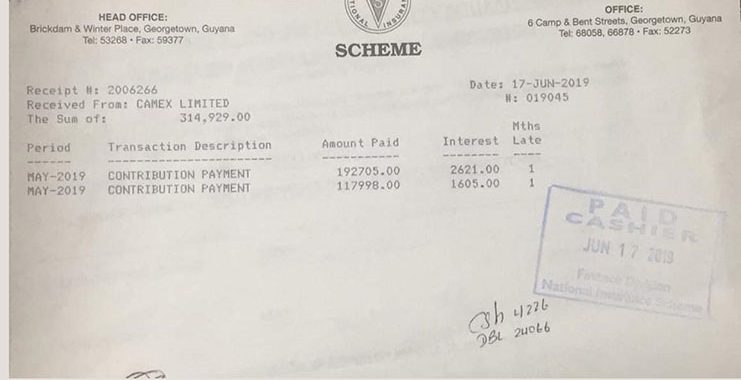 HEAD OFFICE:
Brickdam & Winter Place, Georgetown, Guyana
Tel: 53268 • Fax: 59377
OFFICE:
6 Camp & Bent Streets, Georgetown, Guyana
Tel: 68058, 66878 • Fax: 52273
SCHEME
Receipt #: 2006266
Received From: CAMEX LIMITED
The Sum of: 314,929.00
Date: 17-JUN-2019
#: 019045
Period Transaction Description Amount Paid Interest Mths Late
MAY-2019 CONTRIBUTION PAYMENT 192705.00 2621.00 1
MAY-2019 CONTRIBUTION PAYMENT 117998.00 1605.00 1
PAID
CASHIER
JUN 17 2019
Finance Division
National Insurance Scheme
4226
DBL 24066